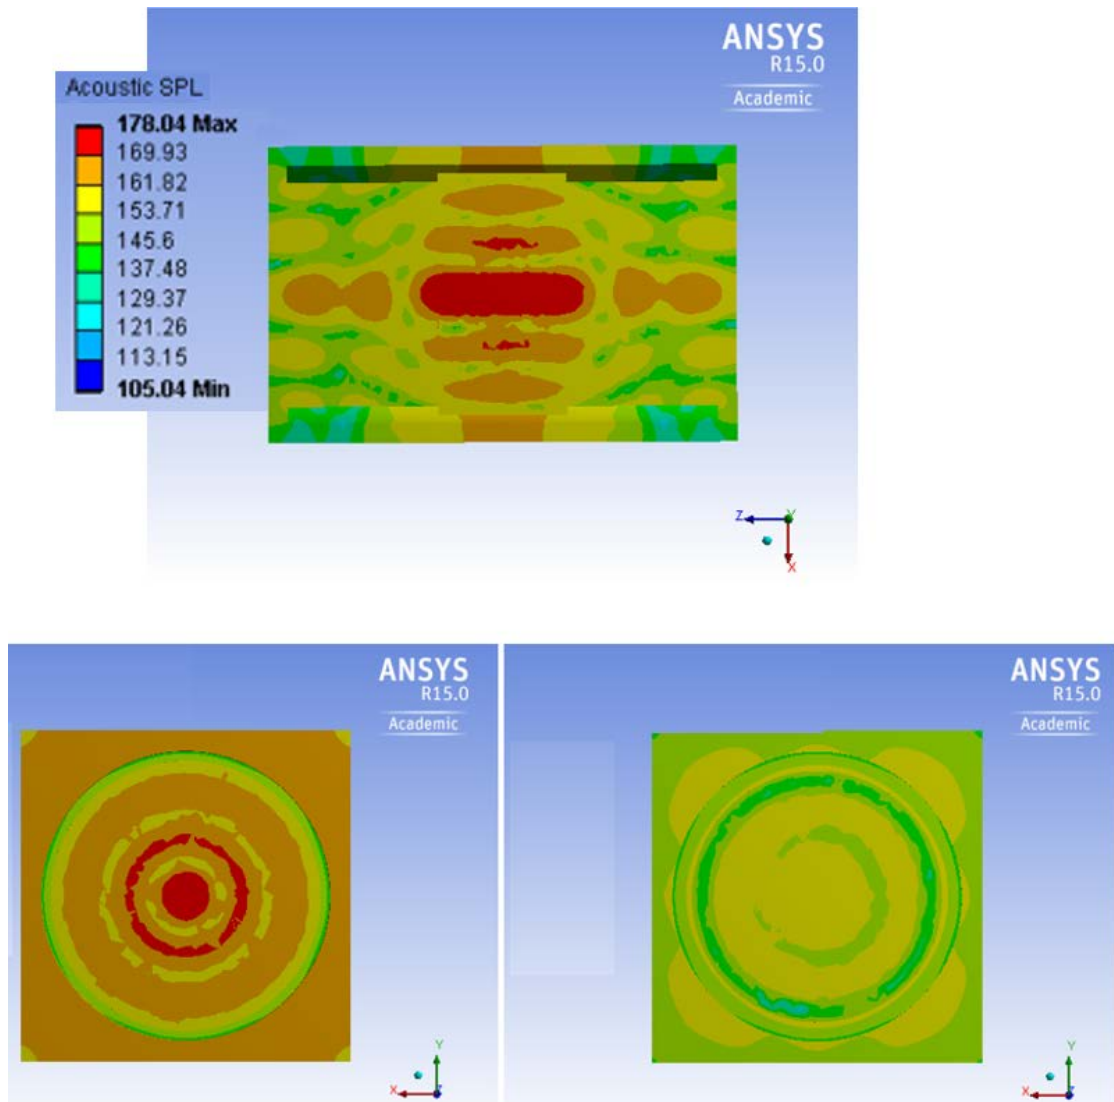 ANSYS
R15.0
Academic
Acoustic SPL
178.04 Max
169.93
161.82
153.71
145.6
137.48
129.37
121.26
113.15
105.04 Min
Z
Y
X
ANSYS
R15.0
Academic
Y
X
Z
ANSYS
R15.0
Academic
Y
X
Z